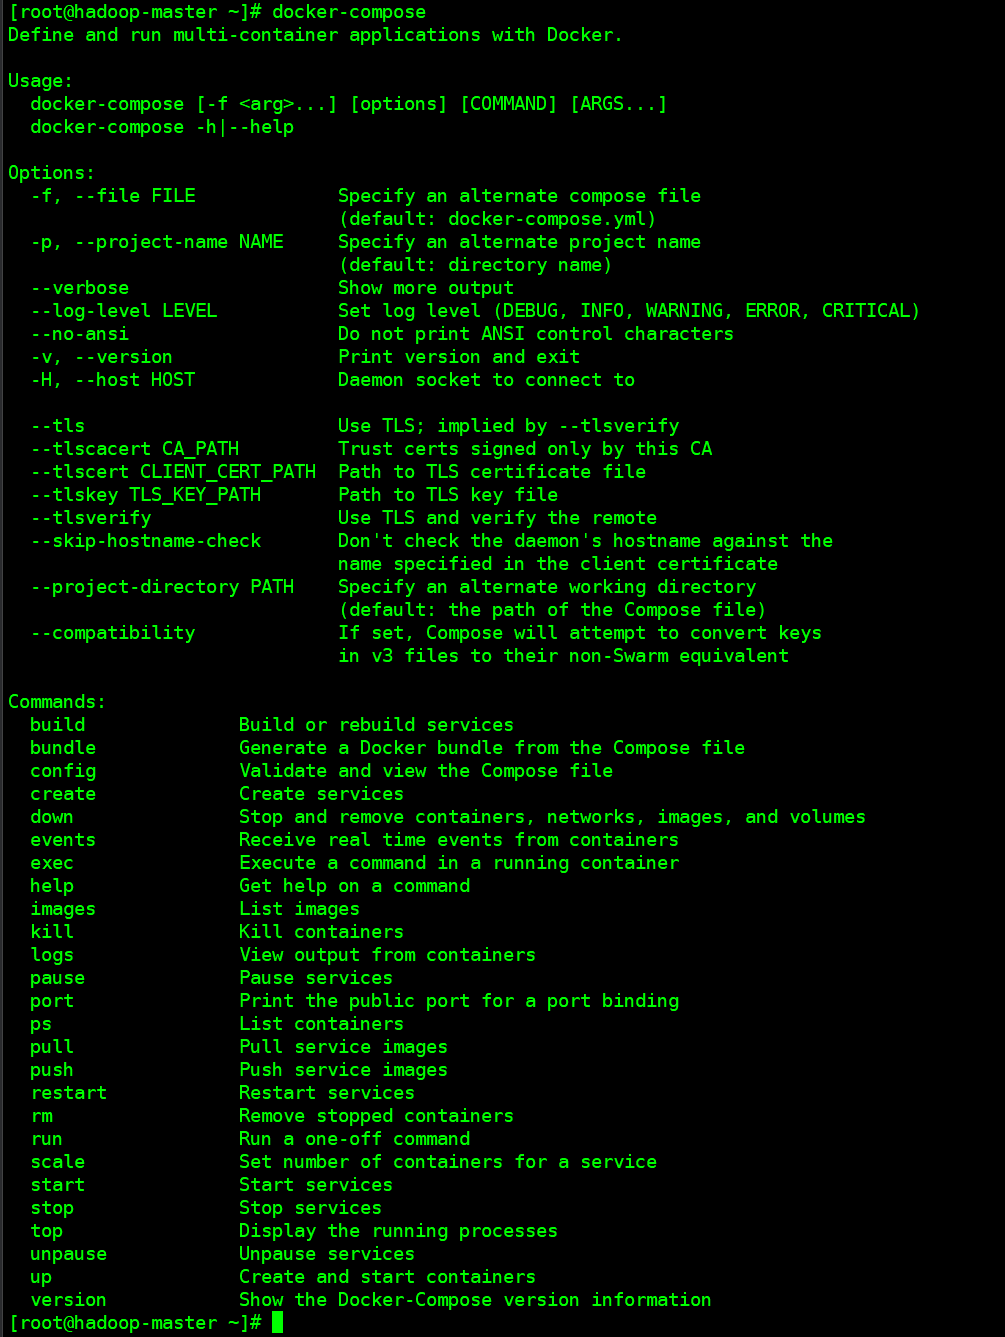 [root@hadoop-master ~]# docker-compose
Define and run multi-container applications with Docker.

Usage:
  docker-compose [-f <arg>...] [options] [COMMAND] [ARGS...]
  docker-compose -h|--help

Options:
  -f, --file FILE             Specify an alternate compose file
                              (default: docker-compose.yml)
  -p, --project-name NAME     Specify an alternate project name
                              (default: directory name)
  --verbose                   Show more output
  --log-level LEVEL           Set log level (DEBUG, INFO, WARNING, ERROR, CRITICAL)
  --no-ansi                   Do not print ANSI control characters
  -v, --version               Print version and exit
  -H, --host HOST             Daemon socket to connect to

  --tls                       Use TLS; implied by --tlsverify
  --tlscacert CA_PATH         Trust certs signed only by this CA
  --tlscert CLIENT_CERT_PATH  Path to TLS certificate file
  --tlskey TLS_KEY_PATH       Path to TLS key file
  --tlsverify                 Use TLS and verify the remote
  --skip-hostname-check       Don't check the daemon's hostname against the
                              name specified in the client certificate
  --project-directory PATH    Specify an alternate working directory
                              (default: the path of the Compose file)
  --compatibility             If set, Compose will attempt to convert keys
                              in v3 files to their non-Swarm equivalent

Commands:
  build              Build or rebuild services
  bundle             Generate a Docker bundle from the Compose file
  config             Validate and view the Compose file
  create             Create services
  down               Stop and remove containers, networks, images, and volumes
  events             Receive real time events from containers
  exec               Execute a command in a running container
  help               Get help on a command
  images             List images
  kill               Kill containers
  logs               View output from containers
  pause              Pause services
  port               Print the public port for a port binding
  ps                 List containers
  pull               Pull service images
  push               Push service images
  restart            Restart services
  rm                 Remove stopped containers
  run                Run a one-off command
  scale              Set number of containers for a service
  start              Start services
  stop               Stop services
  top                Display the running processes
  unpause            Unpause services
  up                 Create and start containers
  version            Show the Docker-Compose version information
[root@hadoop-master ~]#